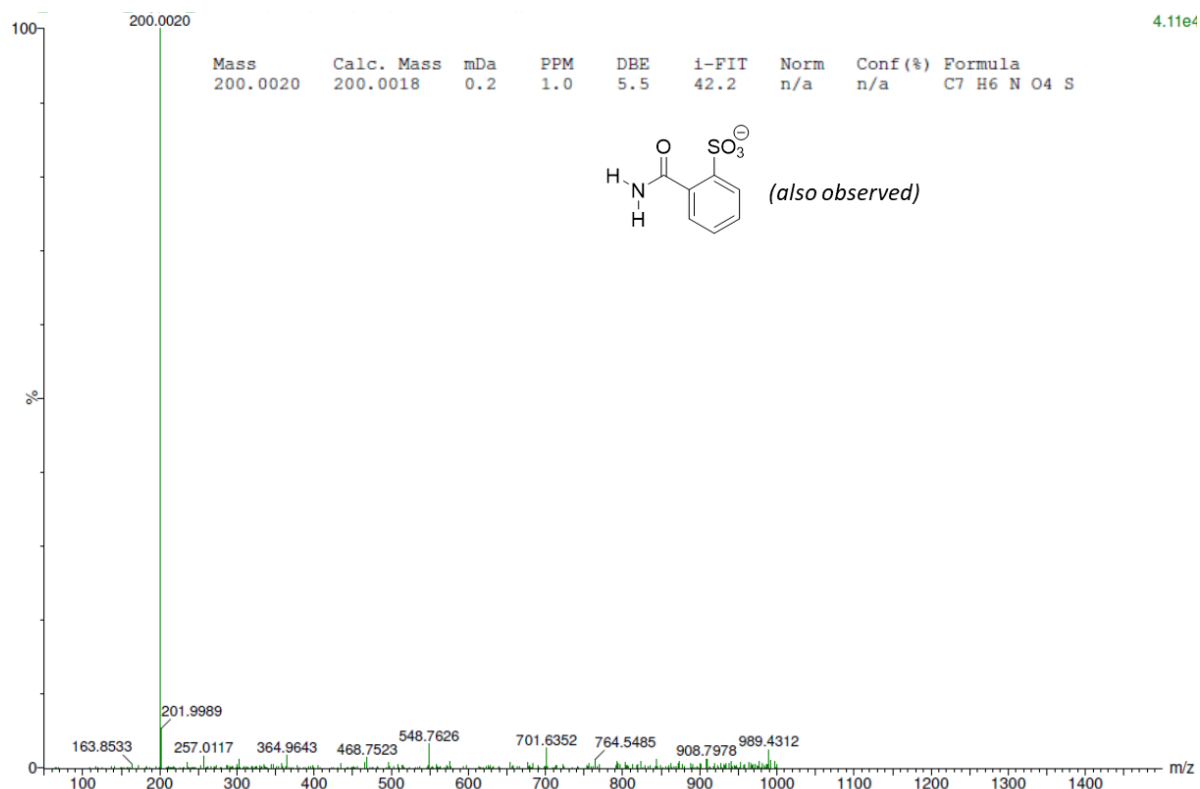 200.0020
4.11e4
100
Mass Calc. Mass mDa PPM DBE i-FIT Norm Conf(%) Formula
200.0020 200.0018 0.2 1.0 5.5 42.2 n/a n/a C7 H6 N O4 S
O
SO3⊖
H
N
H
(also observed)
%
201.9989
163.8533
257.0117
364.9643
468.7523
548.7626
701.6352
764.5485
908.7978
989.4312
0
m/z
100 200 300 400 500 600 700 800 900 1000 1100 1200 1300 1400